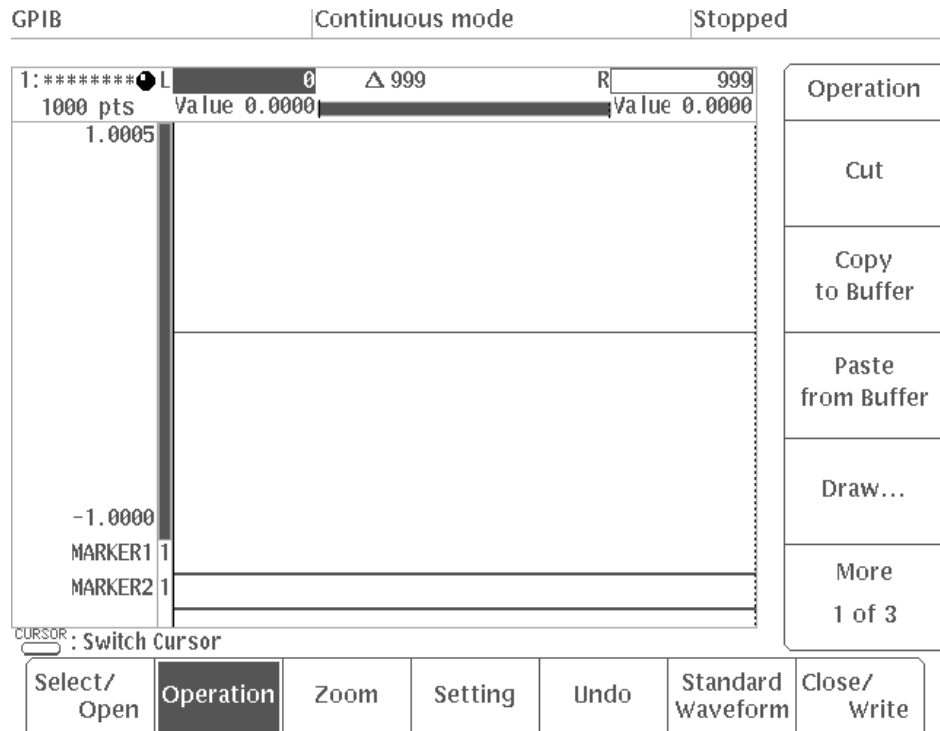 GPIB Continuous mode Stopped
1:******** L 0 Δ 999 R 999
1000 pts Value 0.0000 Value 0.0000
1.0005
-1.0000
MARKER1 1
MARKER2 1
CURSOR : Switch Cursor
Operation
Cut
Copy
to Buffer
Paste
from Buffer
Draw...
More
1 of 3
Select/
Open
Operation
Zoom
Setting
Undo
Standard
Waveform
Close/
Write